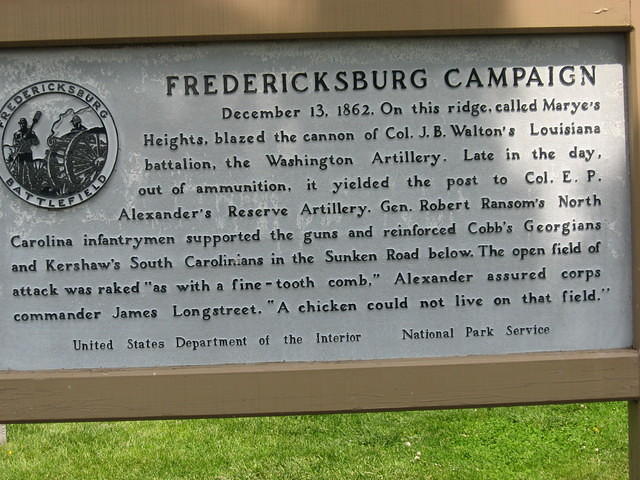 FREDERICKSBURG
BATTLEFIELD
FREDERICKSBURG CAMPAIGN
December 13, 1862. On this ridge, called Marye's
Heights, blazed the cannon of Col. J. B. Walton's Louisiana
battalion, the Washington Artillery. Late in the day,
out of ammunition, it yielded the post to Col. E. P.
Alexander's Reserve Artillery. Gen. Robert Ransom's North
Carolina infantrymen supported the guns and reinforced Cobb's Georgians
and Kershaw's South Carolinians in the Sunken Road below. The open field of
attack was raked "as with a fine-tooth comb," Alexander assured corps
commander James Longstreet. "A chicken could not live on that field."
United States Department of the Interior National Park Service